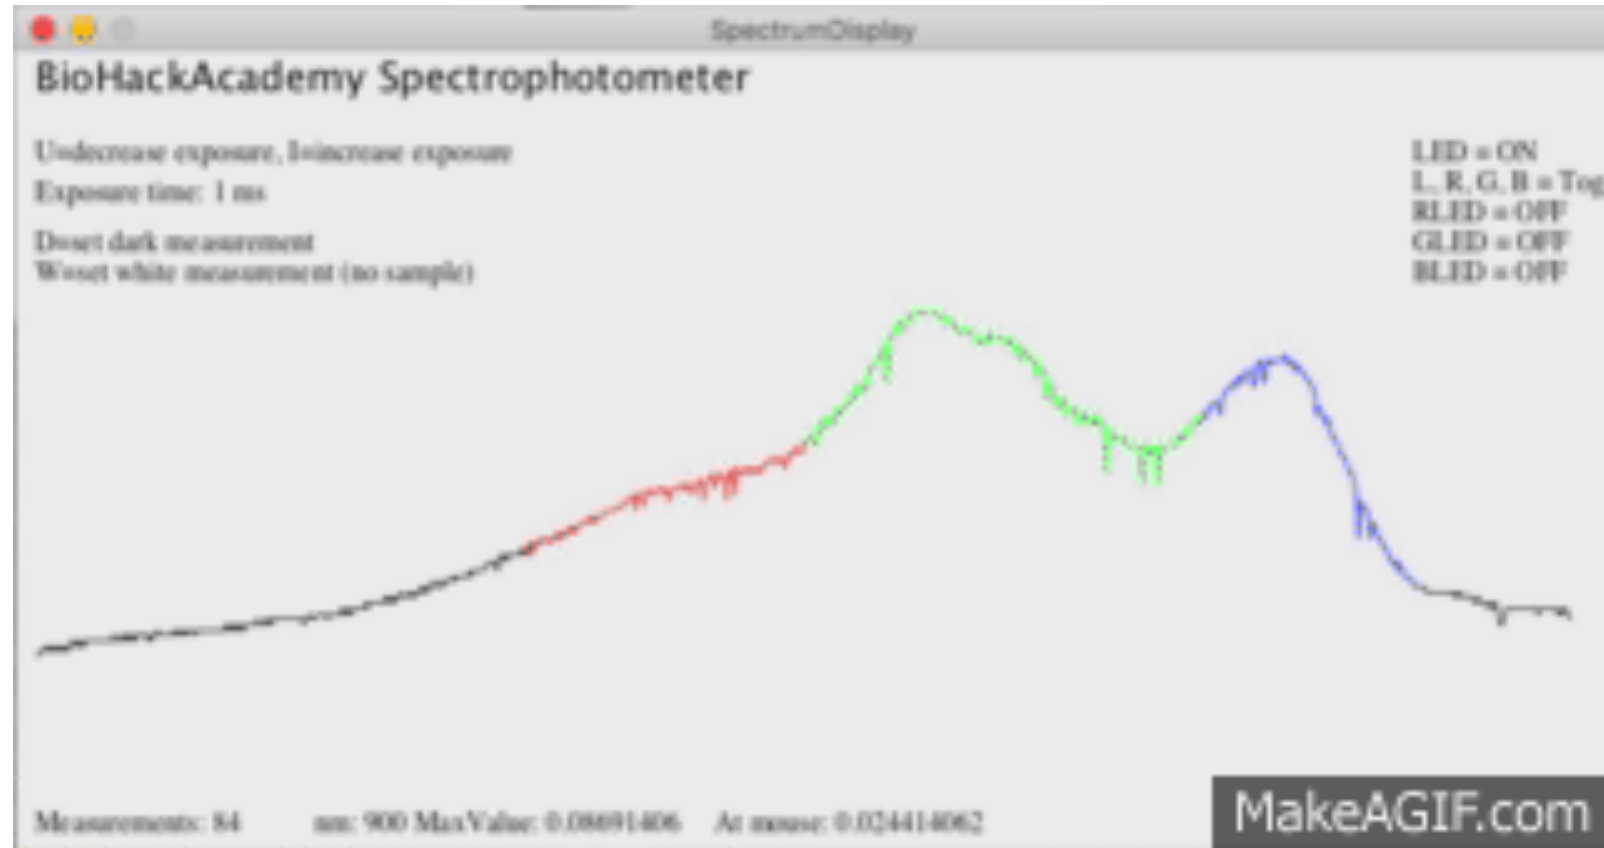 SpectrumDisplay
BioHackAcademy Spectrophotometer
U=decrease exposure, I=increase exposure
Exposure time: 1 ms
D=set dark measurement
W=set white measurement (no sample)
LED = ON
L, R, G, B = Tog
RLED = OFF
GLED = OFF
BLED = OFF
Measurements: 84 nm: 900 MaxValue: 0.08691406 At mouse: 0.024414062
MakeAGIF.com